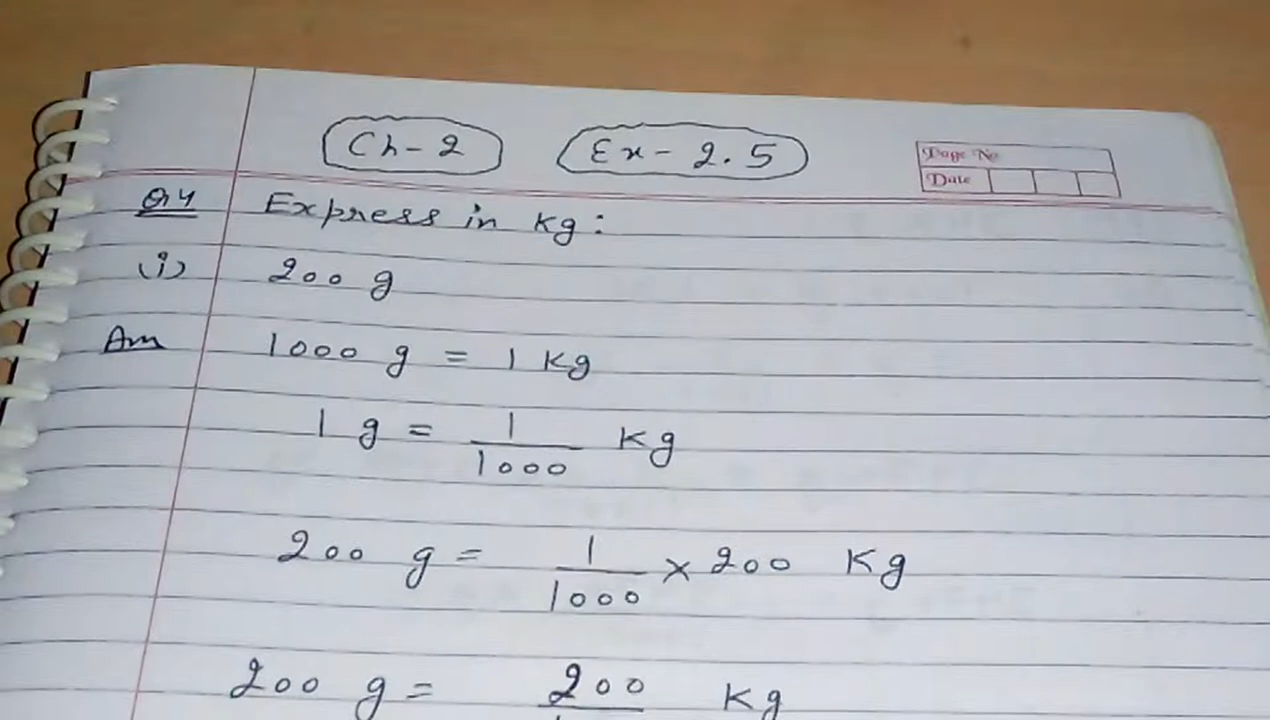 Ch-2 Ex-2.5
Page No
Date
Q4 Express in kg:
(i) 200 g
Ans 1000 g = 1 kg
1 g = 1/1000 kg
200 g = 1/1000 × 200 kg
200 g = 200 kg